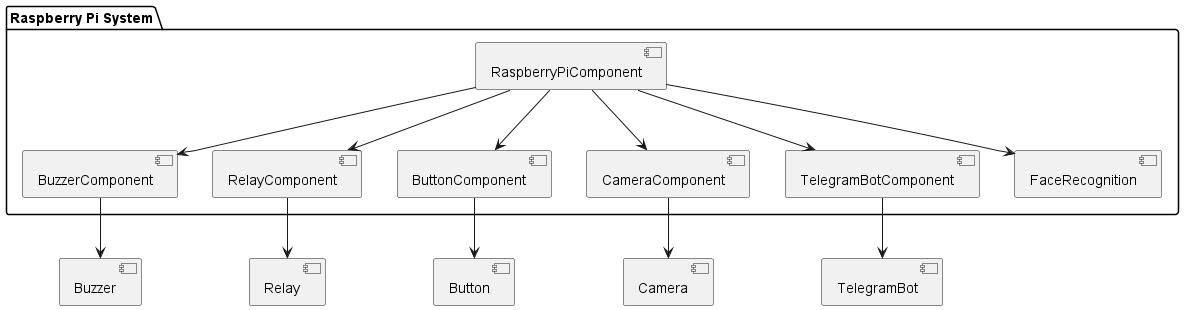 Raspberry Pi System
RaspberryPiComponent
BuzzerComponent
RelayComponent
ButtonComponent
CameraComponent
TelegramBotComponent
FaceRecognition
Buzzer
Relay
Button
Camera
TelegramBot